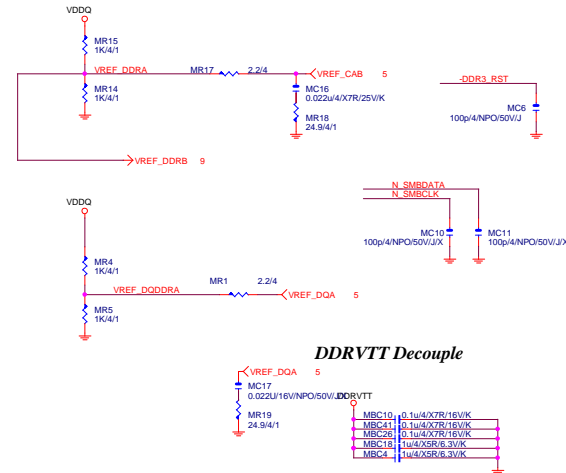 VDDQ
MR15
1K/4/1
VREF_DDRA
MR17
2.2/4
VREF_CAB 5
MR14
1K/4/1
MC16
0.022u/4/X7R/25V/K
MR18
24.9/4/1
-DDR3_RST
MC6
100p/4/NPO/50V/J
VREF_DDRB 9
N_SMBDATA
N_SMBCLK
MC10
100p/4/NPO/50V/J/X
MC11
100p/4/NPO/50V/J/X
VDDQ
MR4
1K/4/1
VREF_DQDDRA
MR1
2.2/4
VREF_DQA 5
MR5
1K/4/1
DDRVTT Decouple
VREF_DQA 5
MC17
MR19
24.9/4/1
DDRVTT
MBC10 0.1u/4/X7R/16V/K
MBC41 0.1u/4/X7R/16V/K
MBC26 0.1u/4/X7R/16V/K
MBC18 1u/4/X5R/6.3V/K
MBC4 1u/4/X5R/6.3V/K